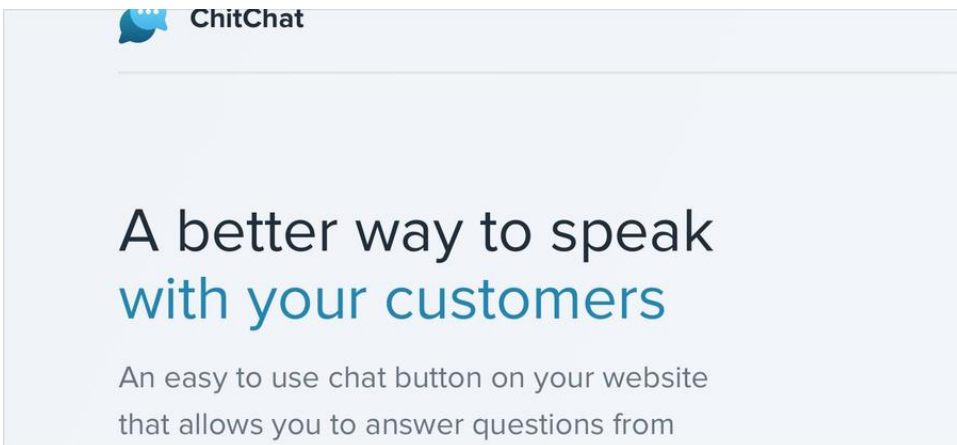 ChitChat
A better way to speak
with your customers
An easy to use chat button on your website
that allows you to answer questions from